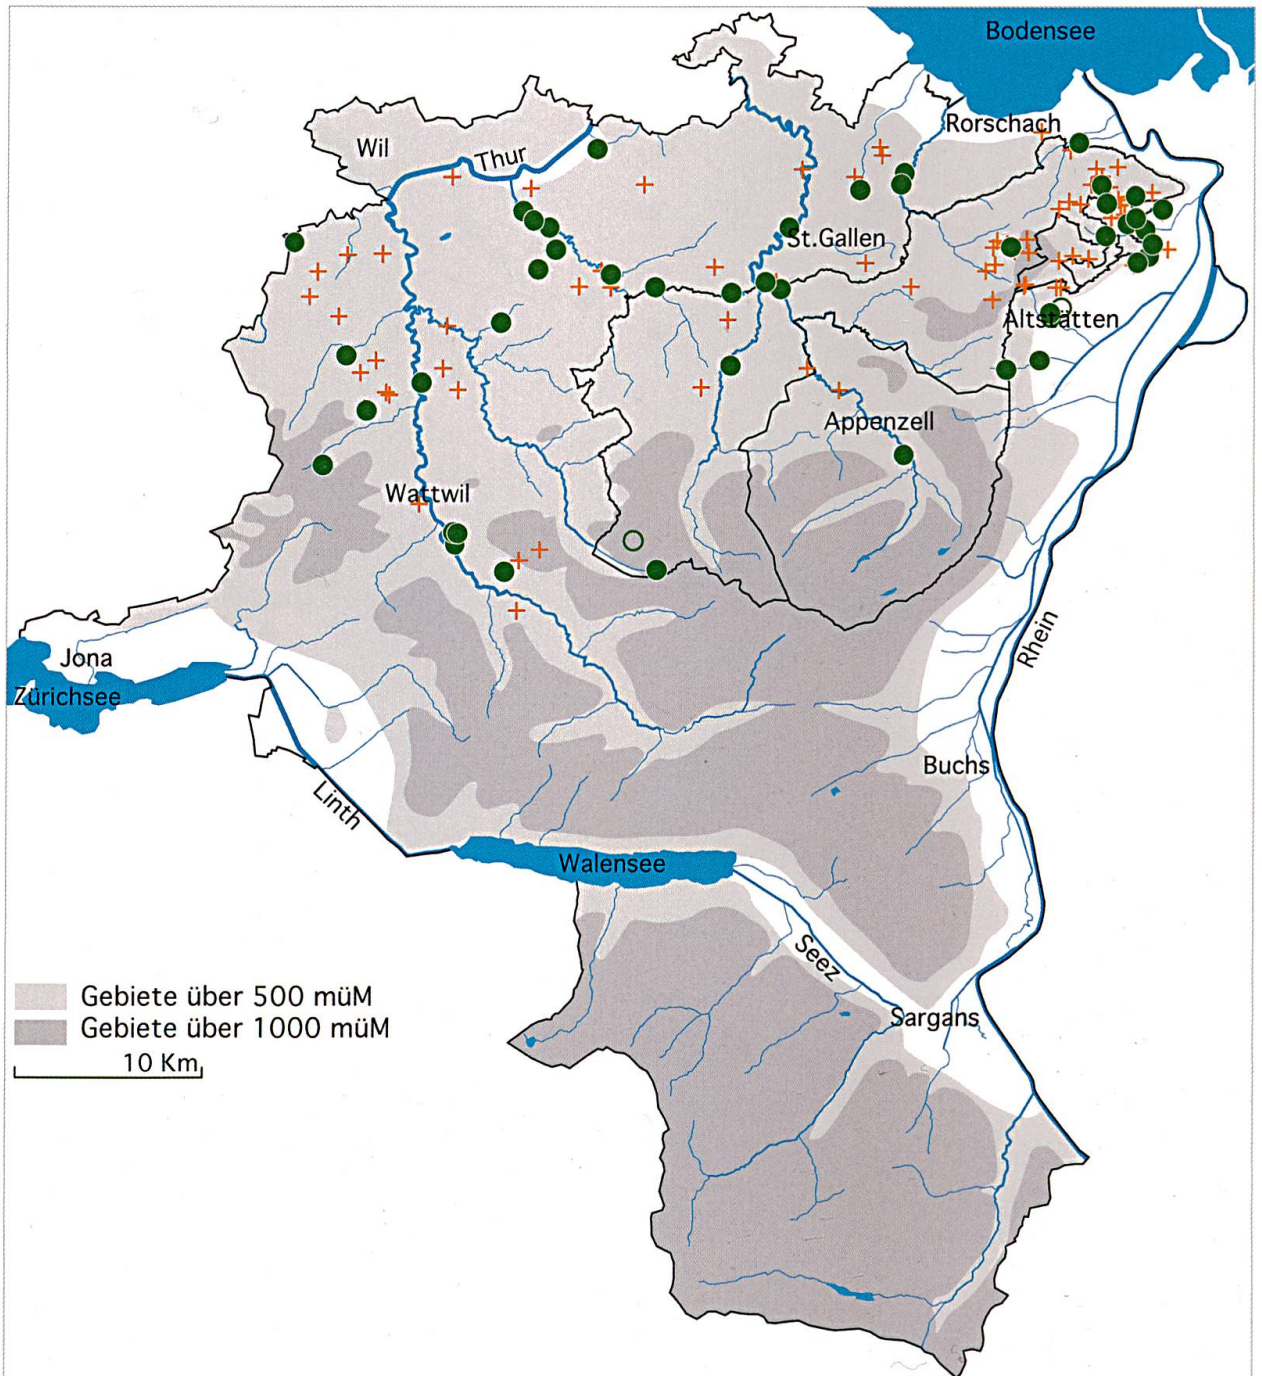 Bodensee
Rorschach
Wil
Thur
St.Gallen
Altstätten
Appenzell
Wattwil
Rhein
Jona
Zürichsee
Buchs
Linth
Walensee
Seez
Gebiete über 500 müM
Sargans
Gebiete über 1000 müM
10 Km